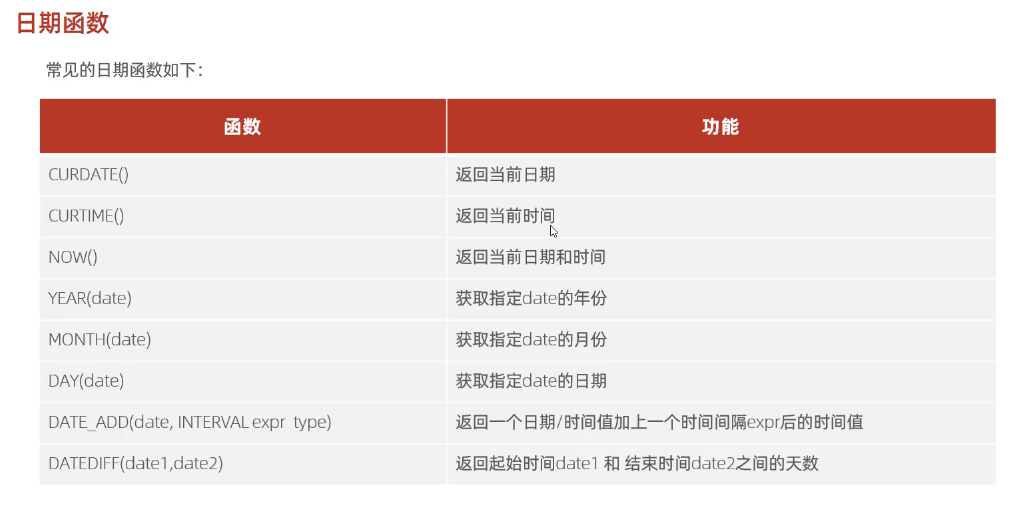 日期函数
常见的日期函数如下：
函数 功能
CURDATE() 返回当前日期
CURTIME() 返回当前时间
NOW() 返回当前日期和时间
YEAR(date) 获取指定date的年份
MONTH(date) 获取指定date的月份
DAY(date) 获取指定date的日期
DATE_ADD(date, INTERVAL expr type) 返回一个日期/时间值加上一个时间间隔expr后的时间值
DATEDIFF(date1,date2) 返回起始时间date1 和 结束时间date2之间的天数